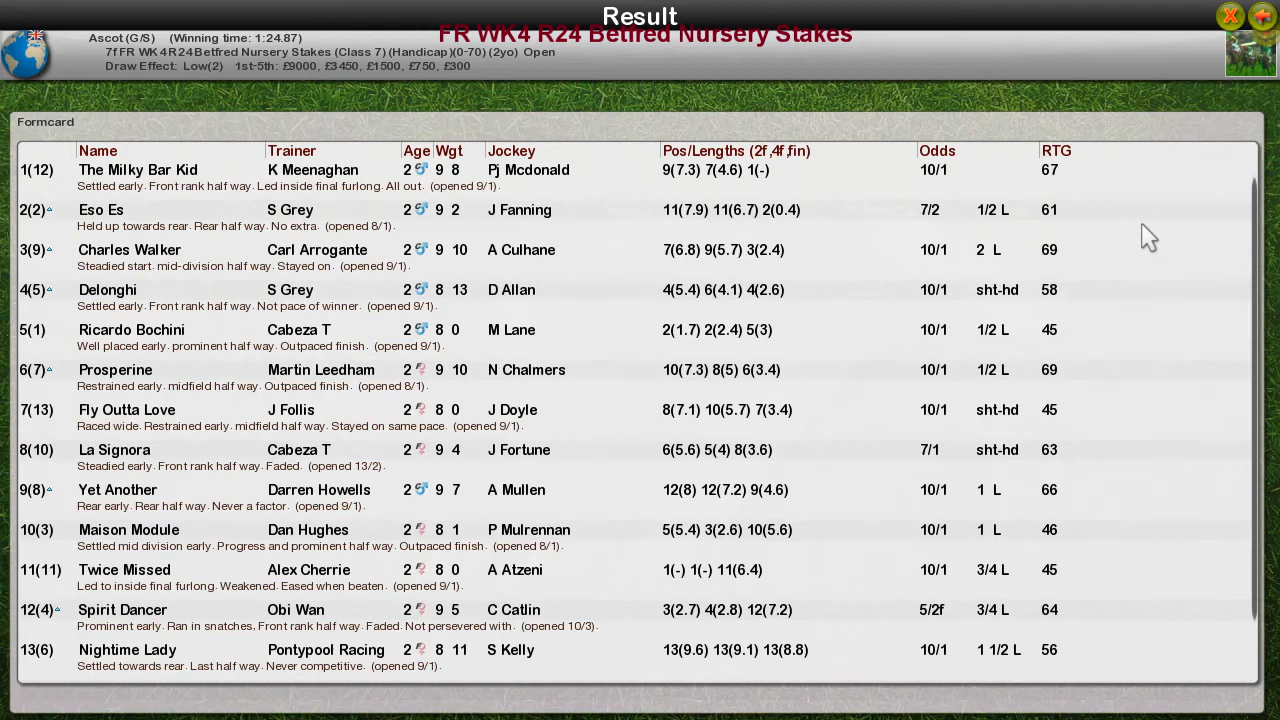 Result
FR WK4 R24 Betfred Nursery Stakes
Ascot (G/S) (Winning time: 1:24.87)
7f FR WK4 R24 Betfred Nursery Stakes (Class 7) (Handicap)(0-70) (2yo) Open
Draw Effect: Low(2) 1st-5th: £9000, £3450, £1500, £750, £300
Formcard
Name Trainer Age Wgt Jockey Pos/Lengths (2f,4f,fin) Odds RTG
1(12) The Milky Bar Kid K Meenaghan 2 9 8 Pj Mcdonald 9(7.3) 7(4.6) 1(-) 10/1 67
Settled early. Front rank half way. Led inside final furlong. All out. (opened 9/1).
2(2) Eso Es S Grey 2 9 2 J Fanning 11(7.9) 11(6.7) 2(0.4) 7/2 1/2 L 61
Held up towards rear. Rear half way. No extra. (opened 8/1).
3(9) Charles Walker Carl Arrogante 2 9 10 A Culhane 7(6.8) 9(5.7) 3(2.4) 10/1 2 L 69
Steadied start. mid-division half way. Stayed on. (opened 9/1).
4(5) Delonghi S Grey 2 8 13 D Allan 4(5.4) 6(4.1) 4(2.6) 10/1 sht-hd 58
Settled early. Front rank half way. Not pace of winner. (opened 9/1).
5(1) Ricardo Bochini Cabeza T 2 8 0 M Lane 2(1.7) 2(2.4) 5(3) 10/1 1/2 L 45
Well placed early. prominent half way. Outpaced finish. (opened 9/1).
6(7) Prosperine Martin Leedham 2 9 10 N Chalmers 10(7.3) 8(5) 6(3.4) 10/1 1/2 L 69
Restrained early. midfield half way. Outpaced finish. (opened 8/1).
7(13) Fly Outta Love J Follis 2 8 0 J Doyle 8(7.1) 10(5.7) 7(3.4) 10/1 sht-hd 45
Raced wide. Restrained early. midfield half way. Stayed on same pace. (opened 9/1).
8(10) La Signora Cabeza T 2 9 4 J Fortune 6(5.6) 5(4) 8(3.6) 7/1 sht-hd 63
Steadied early. Front rank half way. Faded. (opened 13/2).
9(8) Yet Another Darren Howells 2 9 7 A Mullen 12(8) 12(7.2) 9(4.6) 10/1 1 L 66
Rear early. Rear half way. Never a factor. (opened 9/1).
10(3) Maison Module Dan Hughes 2 8 1 P Mulrennan 5(5.4) 3(2.6) 10(5.6) 10/1 1 L 46
Settled mid division early. Progress and prominent half way. Outpaced finish. (opened 8/1).
11(11) Twice Missed Alex Cherrie 2 8 0 A Atzeni 1(-) 1(-) 11(6.4) 10/1 3/4 L 45
Led to inside final furlong. Weakened. Eased when beaten. (opened 9/1).
12(4) Spirit Dancer Obi Wan 2 9 5 C Catlin 3(2.7) 4(2.8) 12(7.2) 5/2f 3/4 L 64
Prominent early. Ran in snatches, Front rank half way. Faded. Not persevered with. (opened 10/3).
13(6) Nightime Lady Pontypool Racing 2 8 11 S Kelly 13(9.6) 13(9.1) 13(8.8) 10/1 1 1/2 L 56
Settled towards rear. Last half way. Never competitive. (opened 9/1).